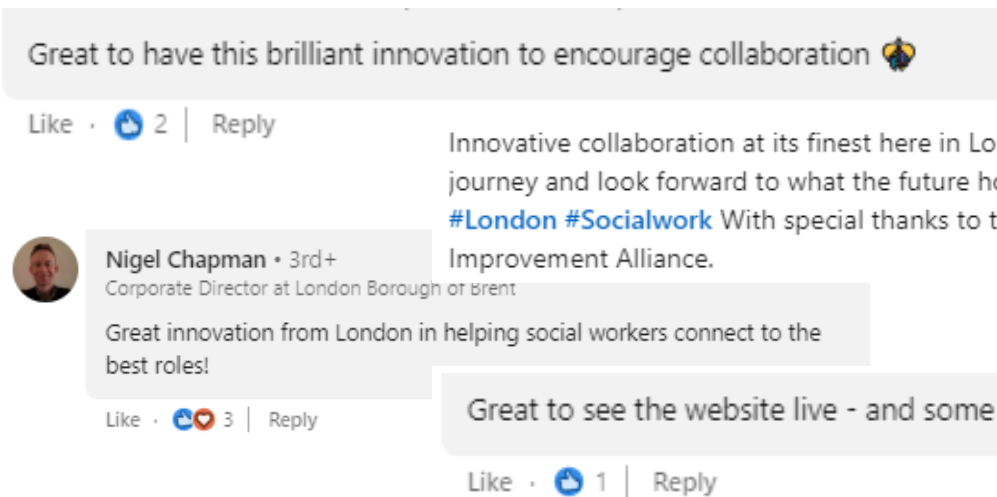 Great to have this brilliant innovation to encourage collaboration
Like · 2 | Reply
Innovative collaboration at its finest here in Lo
journey and look forward to what the future ho
#London #Socialwork With special thanks to t
Improvement Alliance.
Nigel Chapman • 3rd+
Corporate Director at London Borough of Brent
Great innovation from London in helping social workers connect to the
best roles!
Like · 3 | Reply
Great to see the website live - and some
Like · 1 | Reply